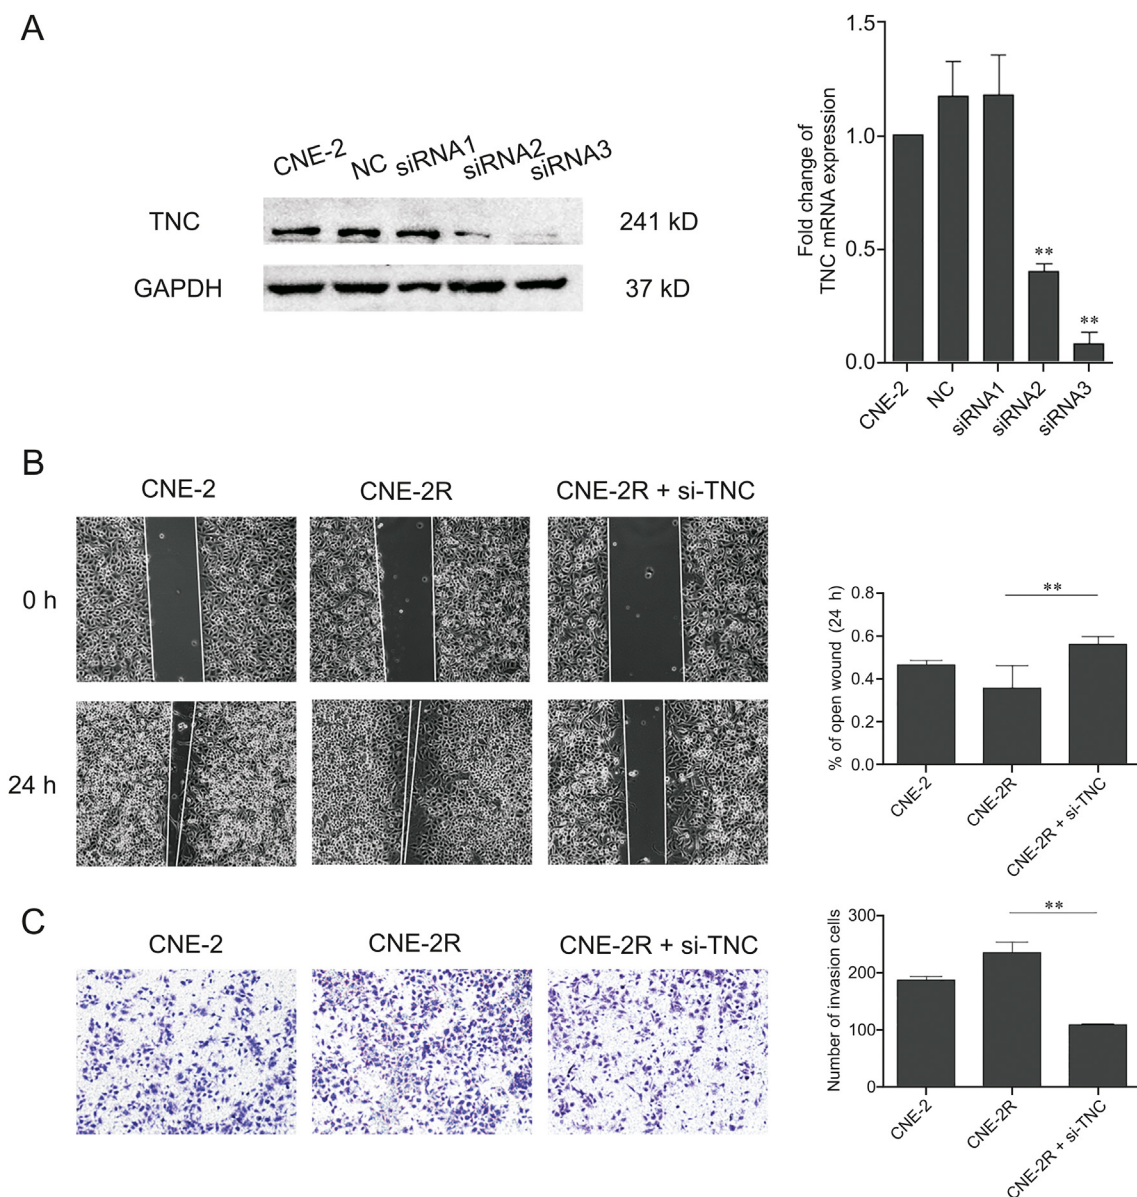 A
CNE-2
NC
siRNA1
siRNA2
siRNA3
TNC
241 kD
GAPDH
37 kD
Fold change of
TNC mRNA expression
1.5
1.0
0.5
0.0
**
**
CNE-2
NC
siRNA1
siRNA2
siRNA3
B
CNE-2
CNE-2R
CNE-2R + si-TNC
0 h
24 h
% of open wound (24 h)
0.8
0.6
0.4
0.2
0.0
**
CNE-2
CNE-2R
CNE-2R + si-TNC
C
CNE-2
CNE-2R
CNE-2R + si-TNC
Number of invasion cells
300
200
100
0
**
CNE-2
CNE-2R
CNE-2R + si-TNC